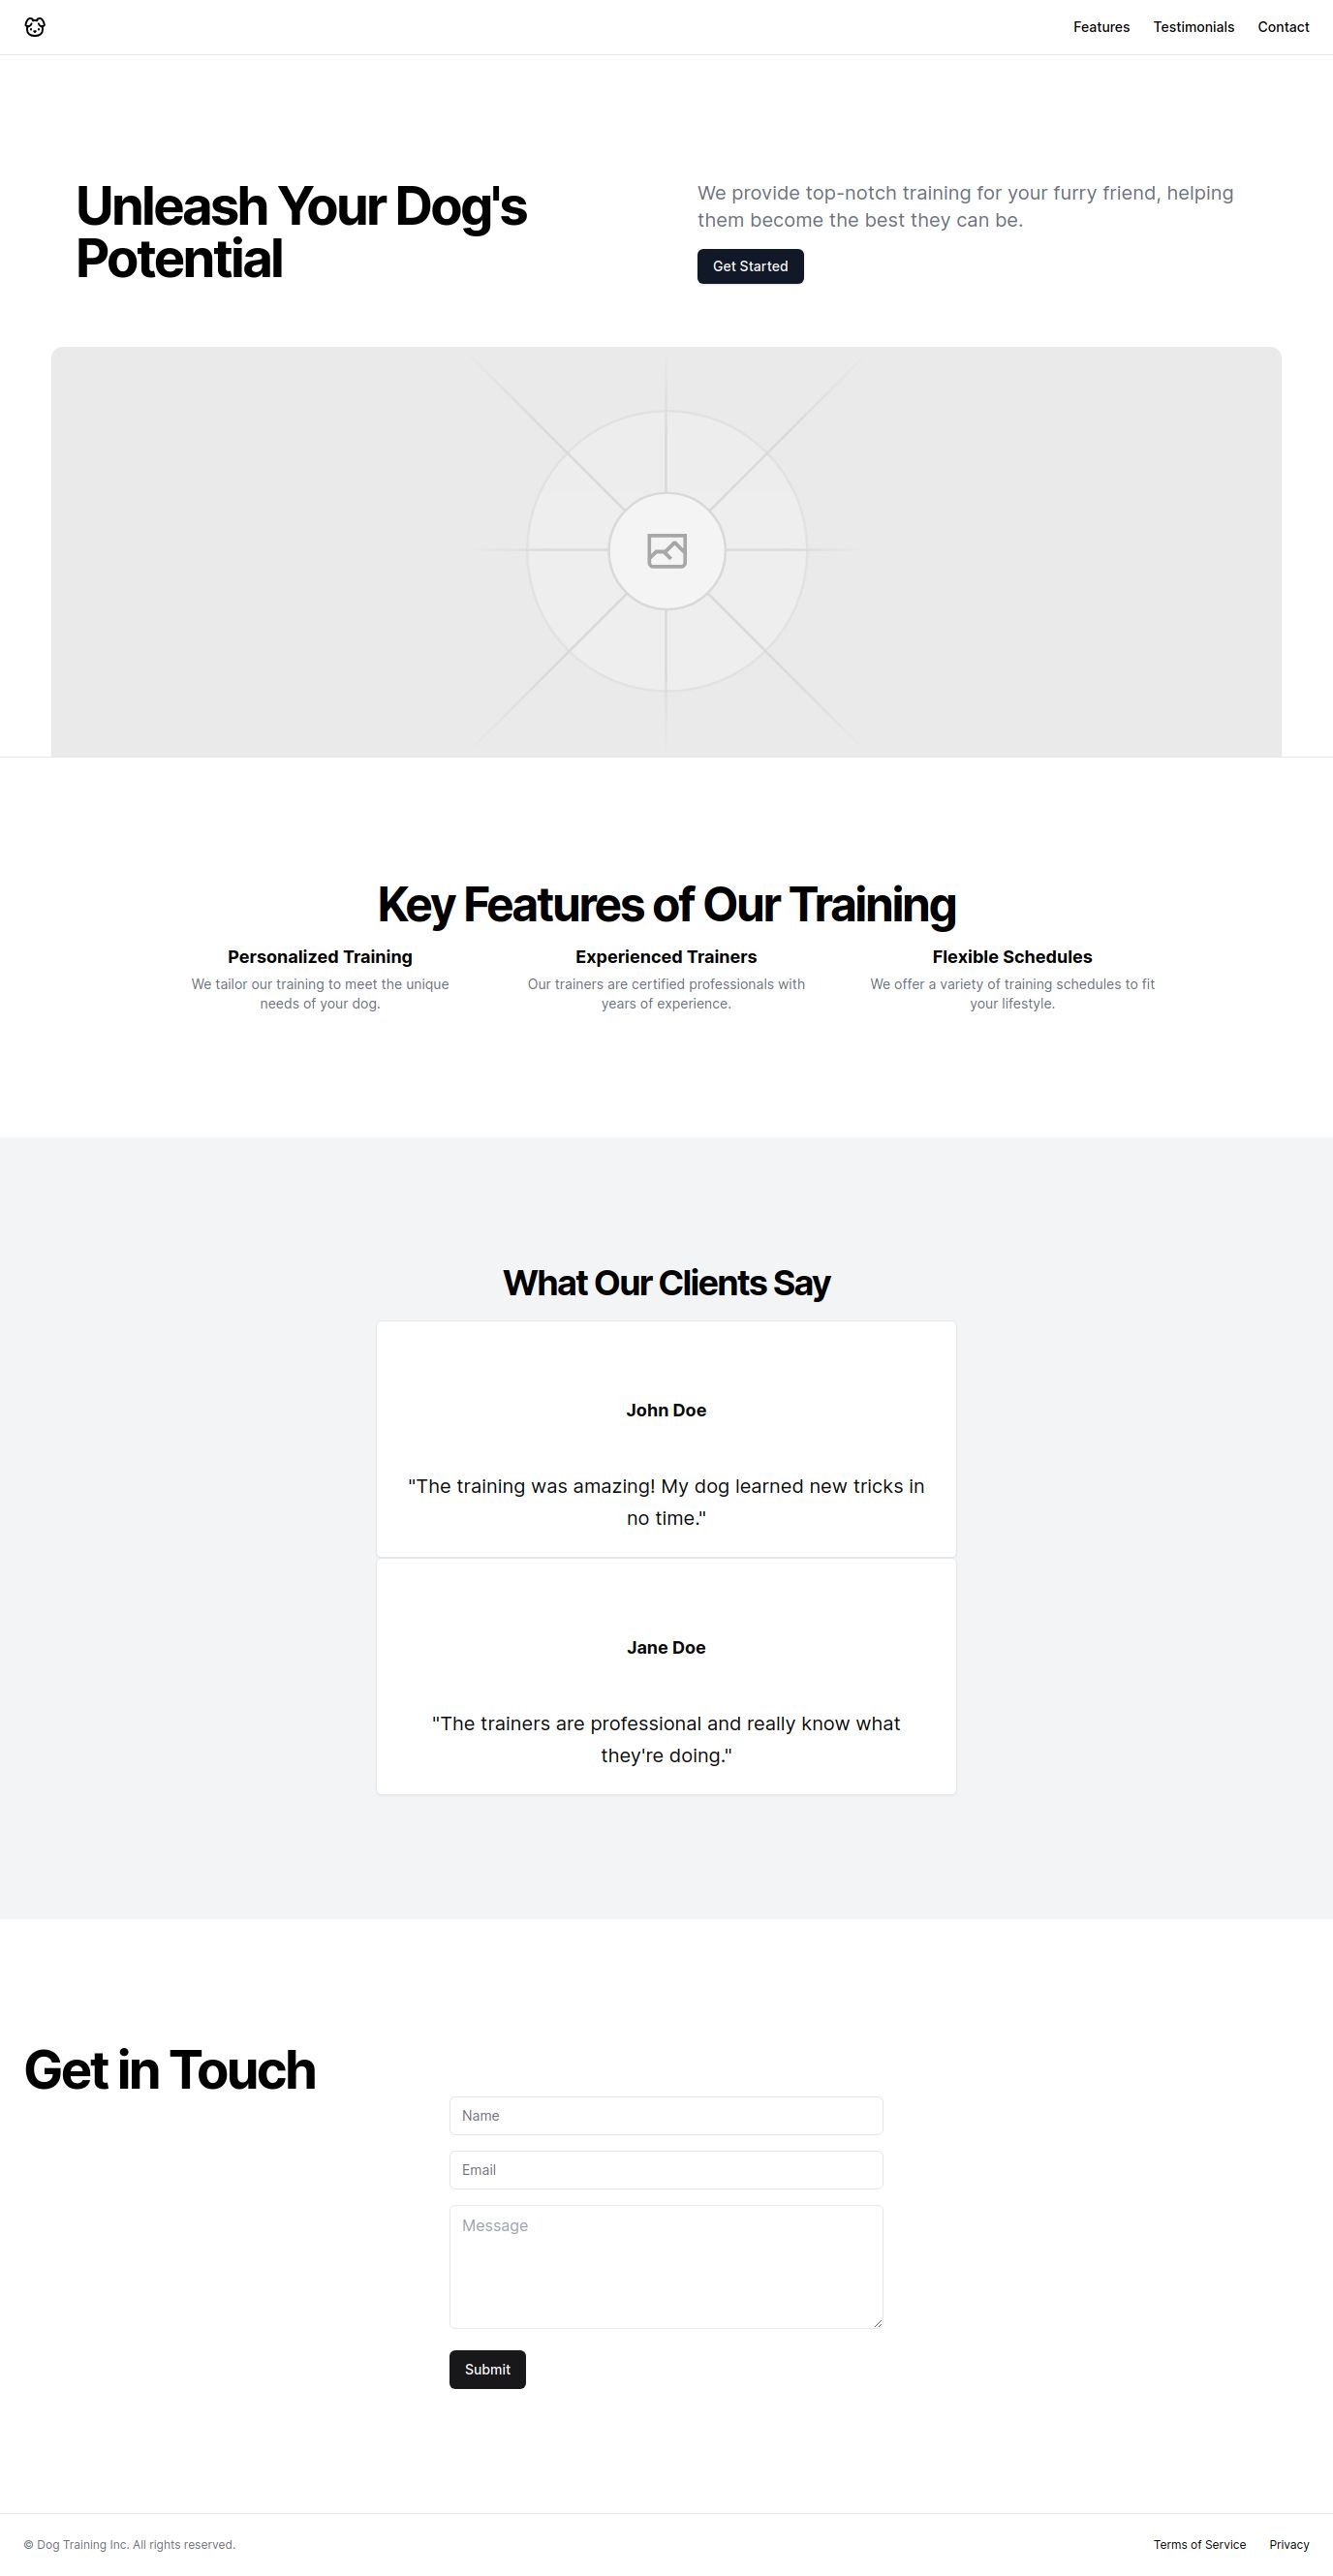 Features Testimonials Contact
Unleash Your Dog's
Potential
We provide top-notch training for your furry friend, helping
them become the best they can be.
Get Started
Key Features of Our Training
Personalized Training
We tailor our training to meet the unique
needs of your dog.
Experienced Trainers
Our trainers are certified professionals with
years of experience.
Flexible Schedules
We offer a variety of training schedules to fit
your lifestyle.
What Our Clients Say
John Doe
"The training was amazing! My dog learned new tricks in
no time."
Jane Doe
"The trainers are professional and really know what
they're doing."
Get in Touch
Name
Email
Message
Submit
© Dog Training Inc. All rights reserved.
Terms of Service Privacy